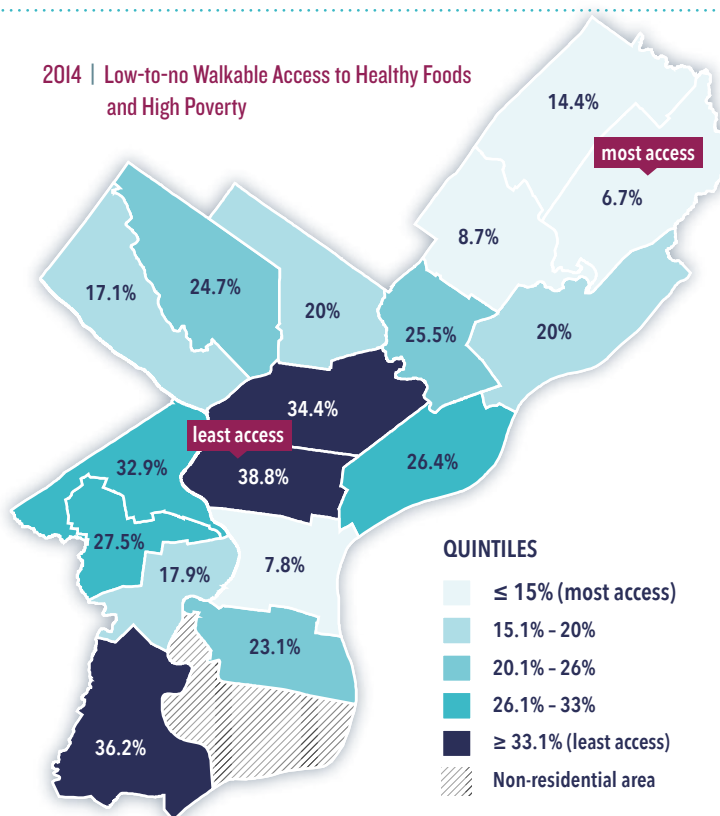 2014 | Low-to-no Walkable Access to Healthy Foods
and High Poverty
14.4%
most access
6.7%
8.7%
17.1%
24.7%
20%
25.5%
20%
34.4%
least access
38.8%
32.9%
26.4%
27.5%
17.9%
7.8%
23.1%
36.2%
QUINTILES
≤ 15% (most access)
15.1% – 20%
20.1% – 26%
26.1% – 33%
≥ 33.1% (least access)
Non-residential area